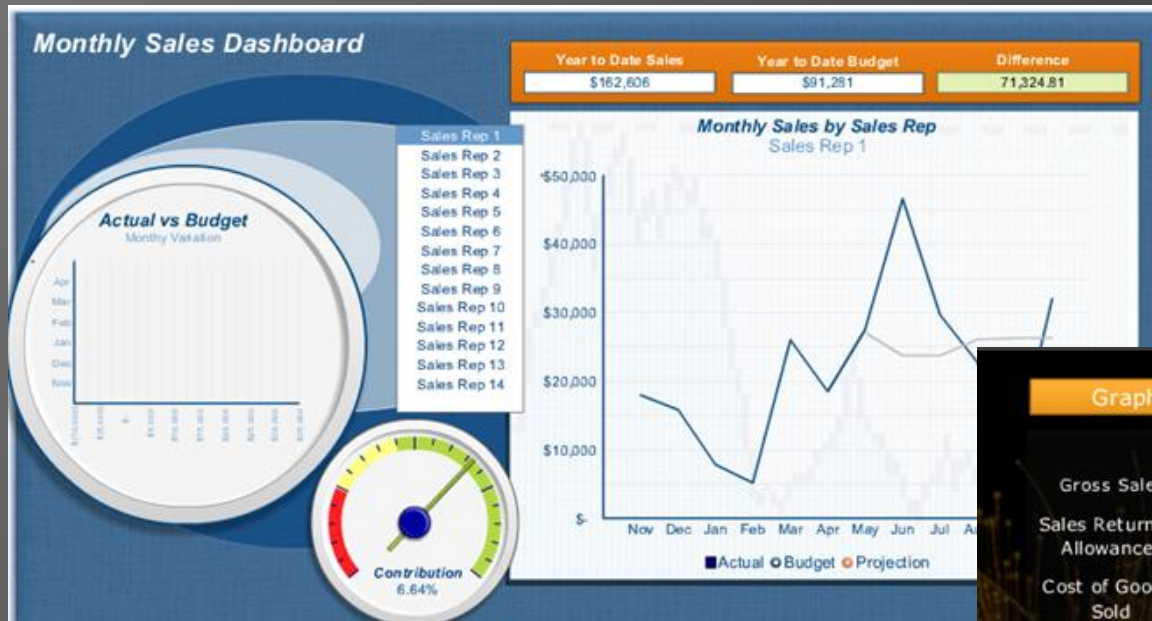 Monthly Sales Dashboard
Year to Date Sales
Year to Date Budget
Difference
$162,606
$91,281
71,324.81
Monthly Sales by Sales Rep
Sales Rep 1
Sales Rep 1
Sales Rep 2
Sales Rep 3
Sales Rep 4
Sales Rep 5
Sales Rep 6
Sales Rep 7
Sales Rep 8
Sales Rep 9
Sales Rep 10
Sales Rep 11
Sales Rep 12
Sales Rep 13
Sales Rep 14
Actual vs Budget
Monthy Variation
Apr
Mar
Feb
Jan
Dec
Nov
$50,000
$40,000
$30,000
$20,000
$10,000
$-
Nov Dec Jan Feb Mar Apr May Jun Jul
Actual Budget Projection
Contribution
6.64%
Graph
Gross Sale
Sales Return
Allowance
Cost of Goo
Sold